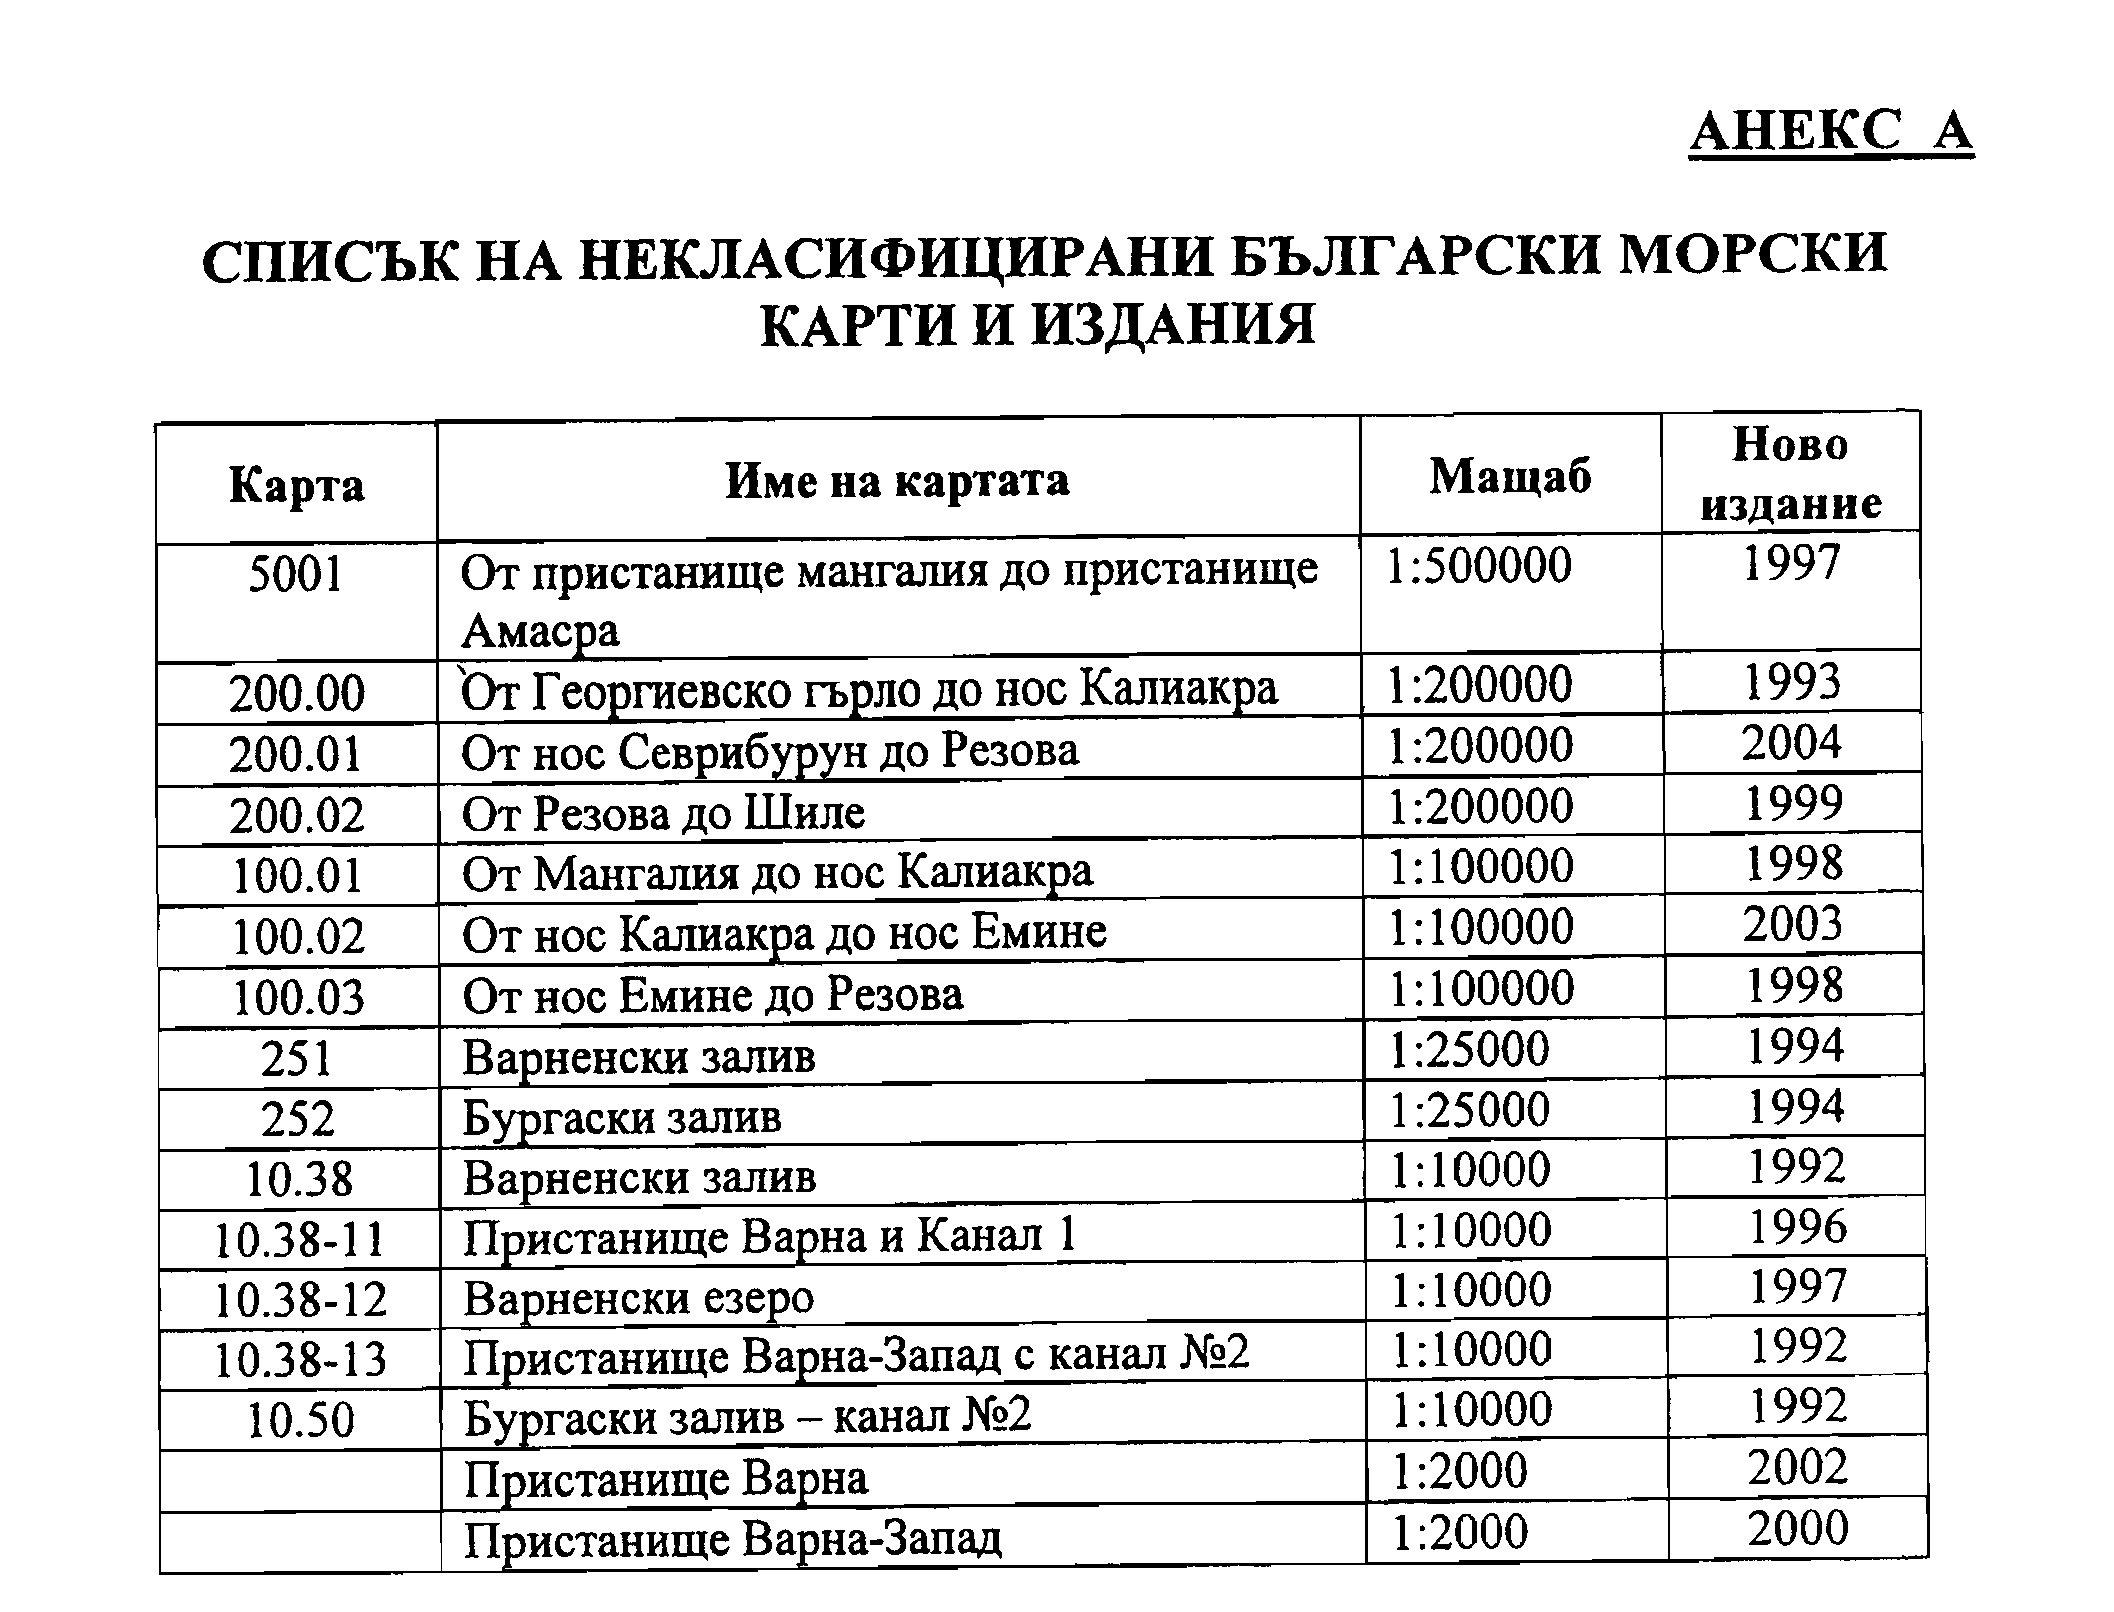 АНЕКС А
СПИСЪК НА НЕКЛАСИФИЦИРАНИ БЪЛГАРСКИ МОРСКИ
КАРТИ И ИЗДАНИЯ
Карта Име на картата Мащаб Ново издание
5001 От пристанище мангалия до пристанище 1:500000 1997
Амасра
200.00 От Георгиевско гърло до нос Калиакра 1:200000 1993
200.01 От нос Севрибурун до Резова 1:200000 2004
200.02 От Резова до Шиле 1:200000 1999
100.01 От Мангалия до нос Калиакра 1:100000 1998
100.02 От нос Калиакра до нос Емине 1:100000 2003
100.03 От нос Емине до Резова 1:100000 1998
251 Варненски залив 1:25000 1994
252 Бургаски залив 1:25000 1994
10.38 Варненски залив 1:10000 1992
10.38-11 Пристанище Варна и Канал 1 1:10000 1996
10.38-12 Варненски езеро 1:10000 1997
10.38-13 Пристанище Варна-Запад с канал №2 1:10000 1992
10.50 Бургаски залив – канал №2 1:10000 1992
Пристанище Варна 1:2000 2002
Пристанище Варна-Запад 1:2000 2000